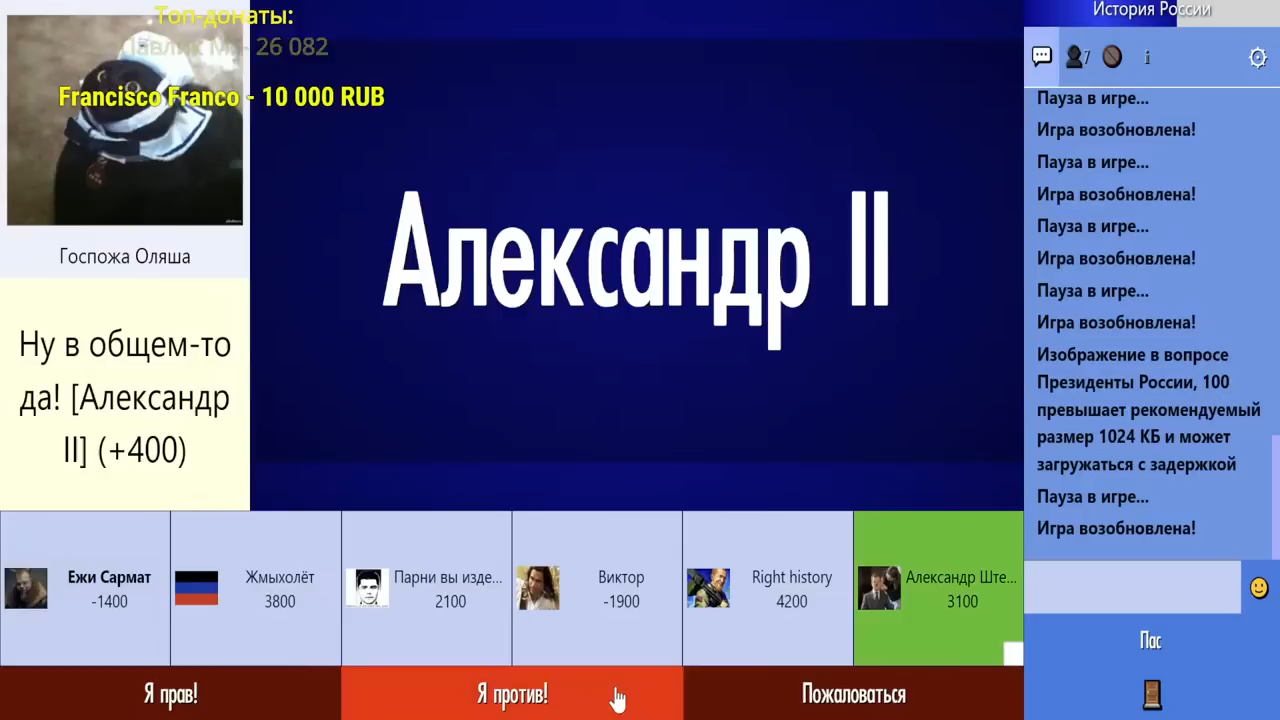 Топ-донаты:
26 082
Francisco Franco - 10 000 RUB
Госпожа Оляша
Ну в общем-то
да! [Александр
II] (+400)
Александр II
История России
7
i
Пауза в игре...
Игра возобновлена!
Пауза в игре...
Игра возобновлена!
Пауза в игре...
Игра возобновлена!
Пауза в игре...
Игра возобновлена!
Изображение в вопросе
Президенты России, 100
превышает рекомендуемый
размер 1024 КБ и может
загружаться с задержкой
Пауза в игре...
Игра возобновлена!
Ежи Сармат
-1400
Жмыхолёт
3800
Парни вы изде...
2100
Виктор
-1900
Right history
4200
Александр Ште...
3100
Я прав!
Я против!
Пожаловаться
Пас